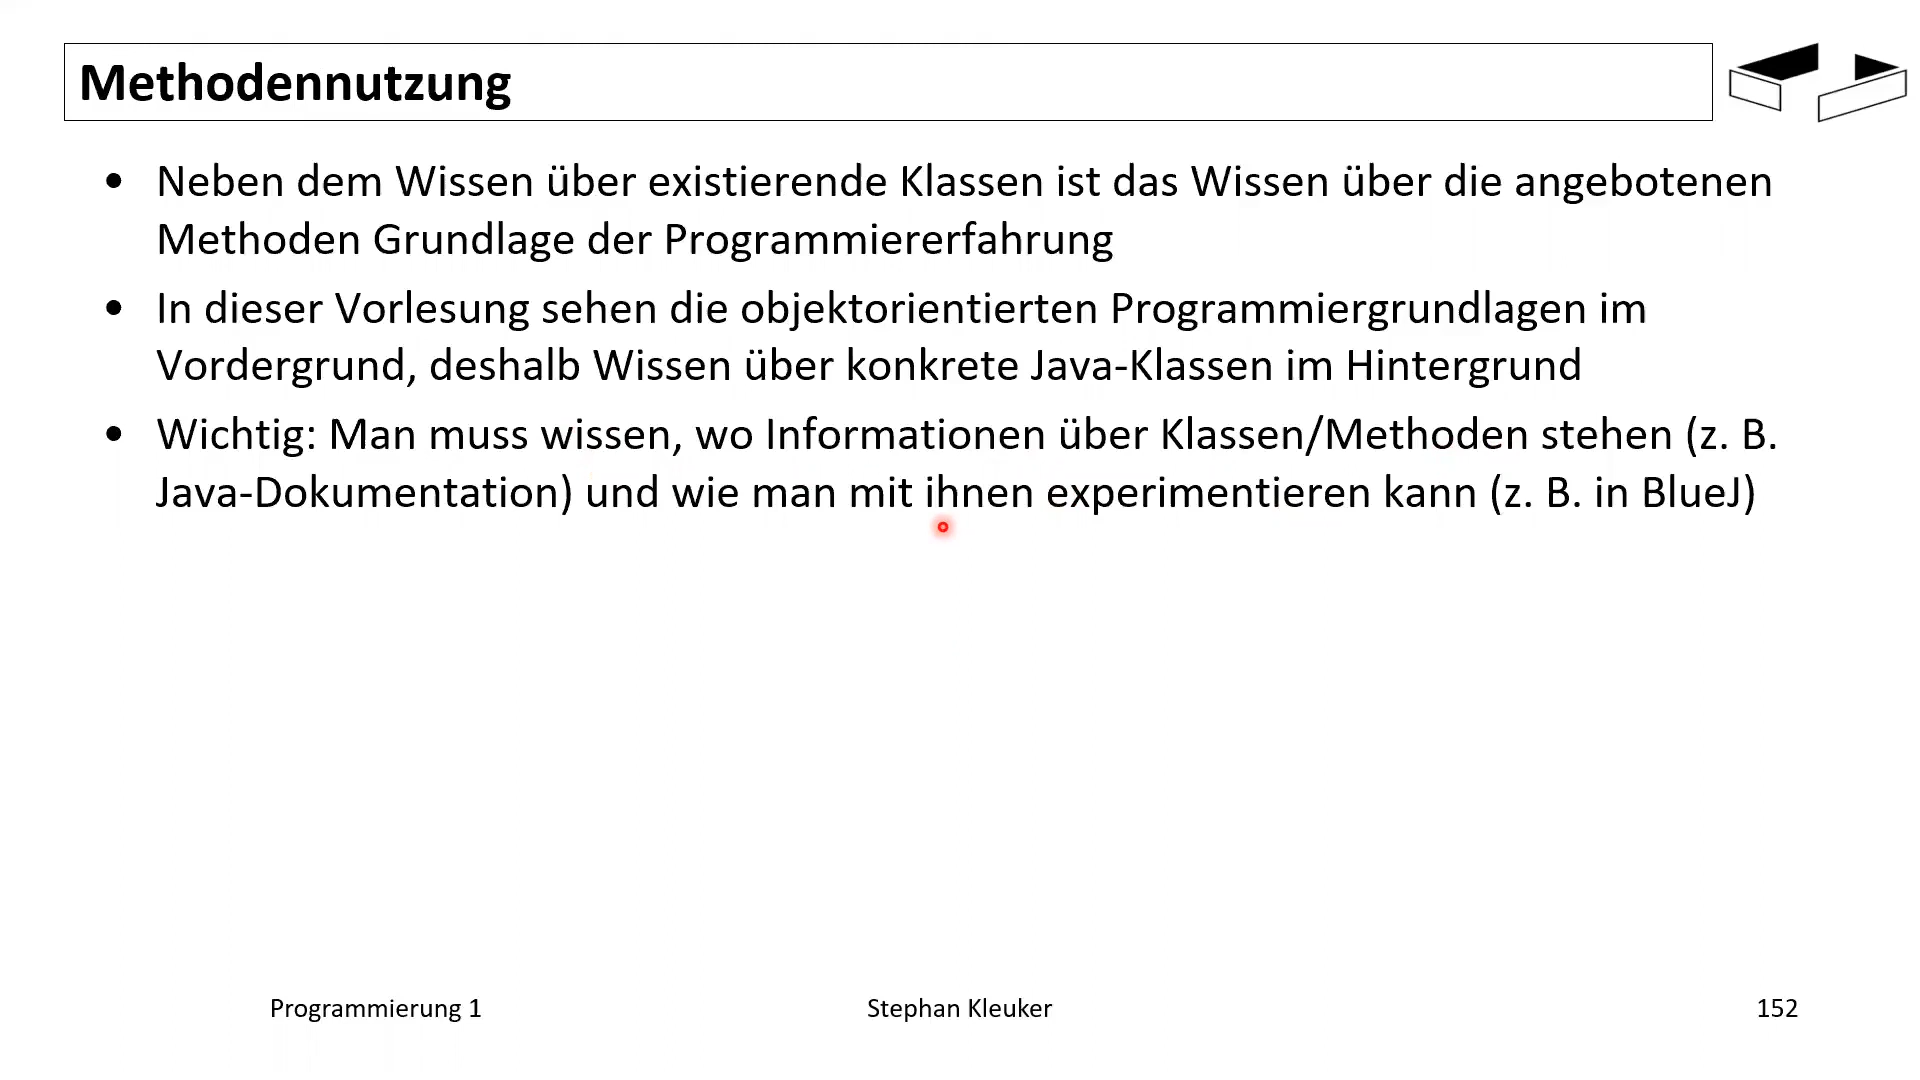 Methodennutzung
• Neben dem Wissen über existierende Klassen ist das Wissen über die angebotenen
Methoden Grundlage der Programmiererfahrung
• In dieser Vorlesung sehen die objektorientierten Programmiergrundlagen im
Vordergrund, deshalb Wissen über konkrete Java-Klassen im Hintergrund
• Wichtig: Man muss wissen, wo Informationen über Klassen/Methoden stehen (z. B.
Java-Dokumentation) und wie man mit ihnen experimentieren kann (z. B. in BlueJ)
Programmierung 1
Stephan Kleuker
152